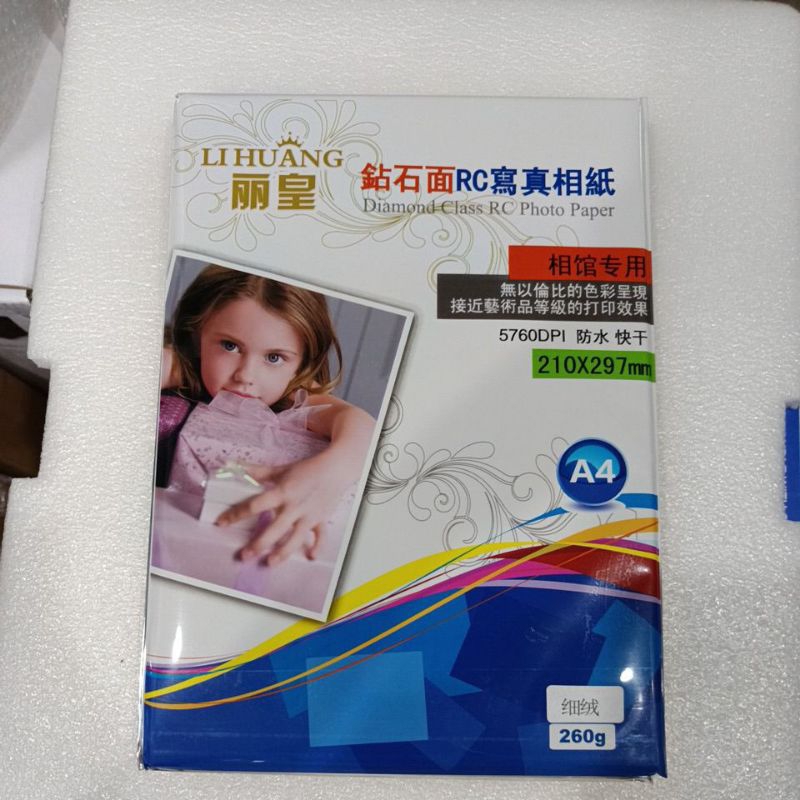 LI HUANG
丽皇
鉆石面RC寫真相紙
Diamond Class RC Photo Paper
相馆专用
無以倫比的色彩呈現
接近藝術品等級的打印效果
5760DPI 防水 快干
210X297mm
A4
细绒
260g